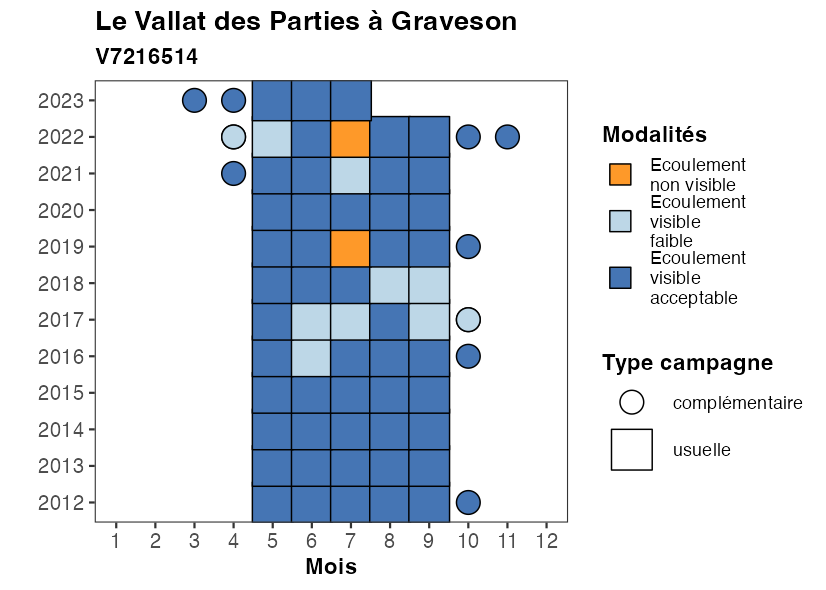 Le Vallat des Parties à Graveson
V7216514
2023
2022
2021
2020
2019
2018
2017
2016
2015
2014
2013
2012
1 2 3 4 5 6 7 8 9 10 11 12
Mois
Modalités
Ecoulement
non visible
Ecoulement
visible
faible
Ecoulement
visible
acceptable
Type campagne
complémentaire
usuelle